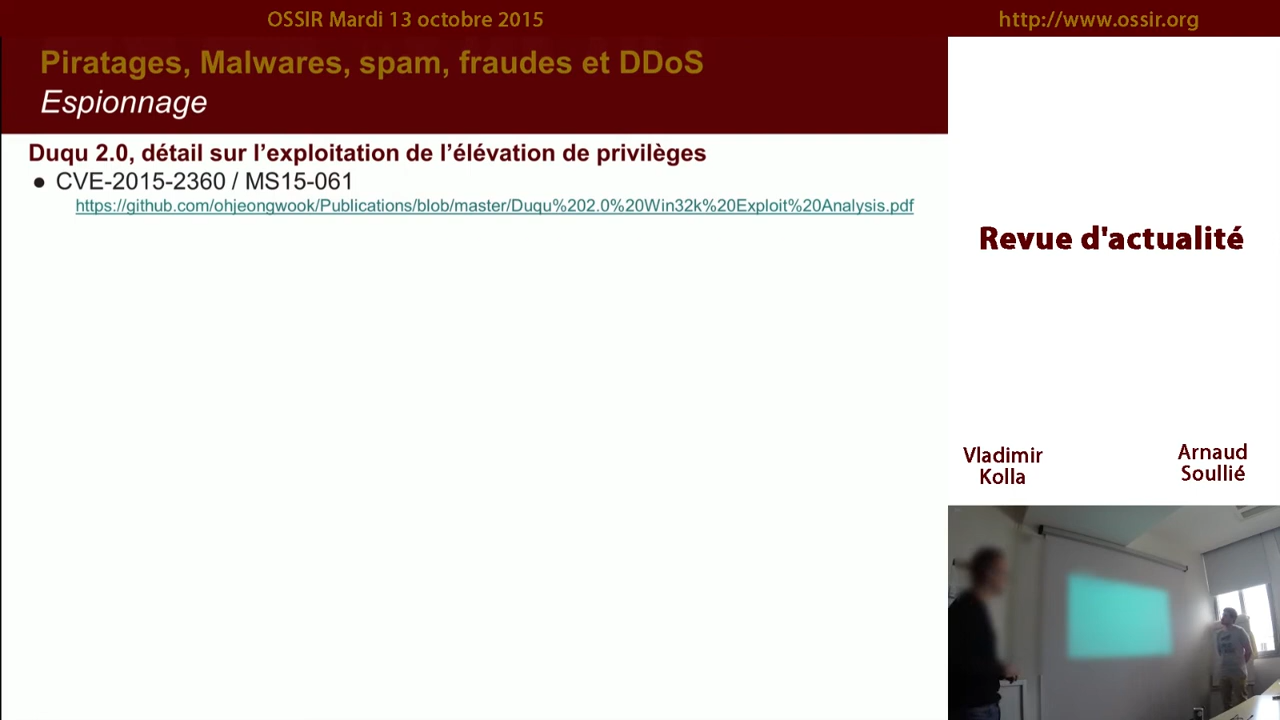 OSSIR Mardi 13 octobre 2015
http://www.ossir.org
Piratages, Malwares, spam, fraudes et DDoS
Espionnage
Duqu 2.0, détail sur l'exploitation de l'élévation de privilèges
● CVE-2015-2360 / MS15-061
https://github.com/ohjeongwook/Publications/blob/master/Duqu%202.0%20Win32k%20Exploit%20Analysis.pdf
Revue d'actualité
Vladimir
Kolla
Arnaud
Soullié